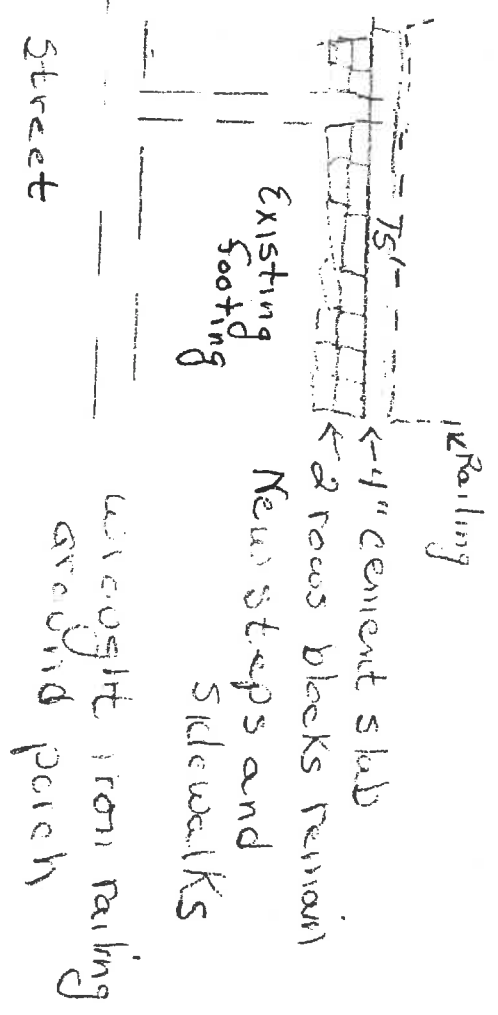 Railing
75'
4" cement slab
2 rows blocks remain
Existing
footing
New steps and
sidewalks
wrought iron railing
around porch
Street